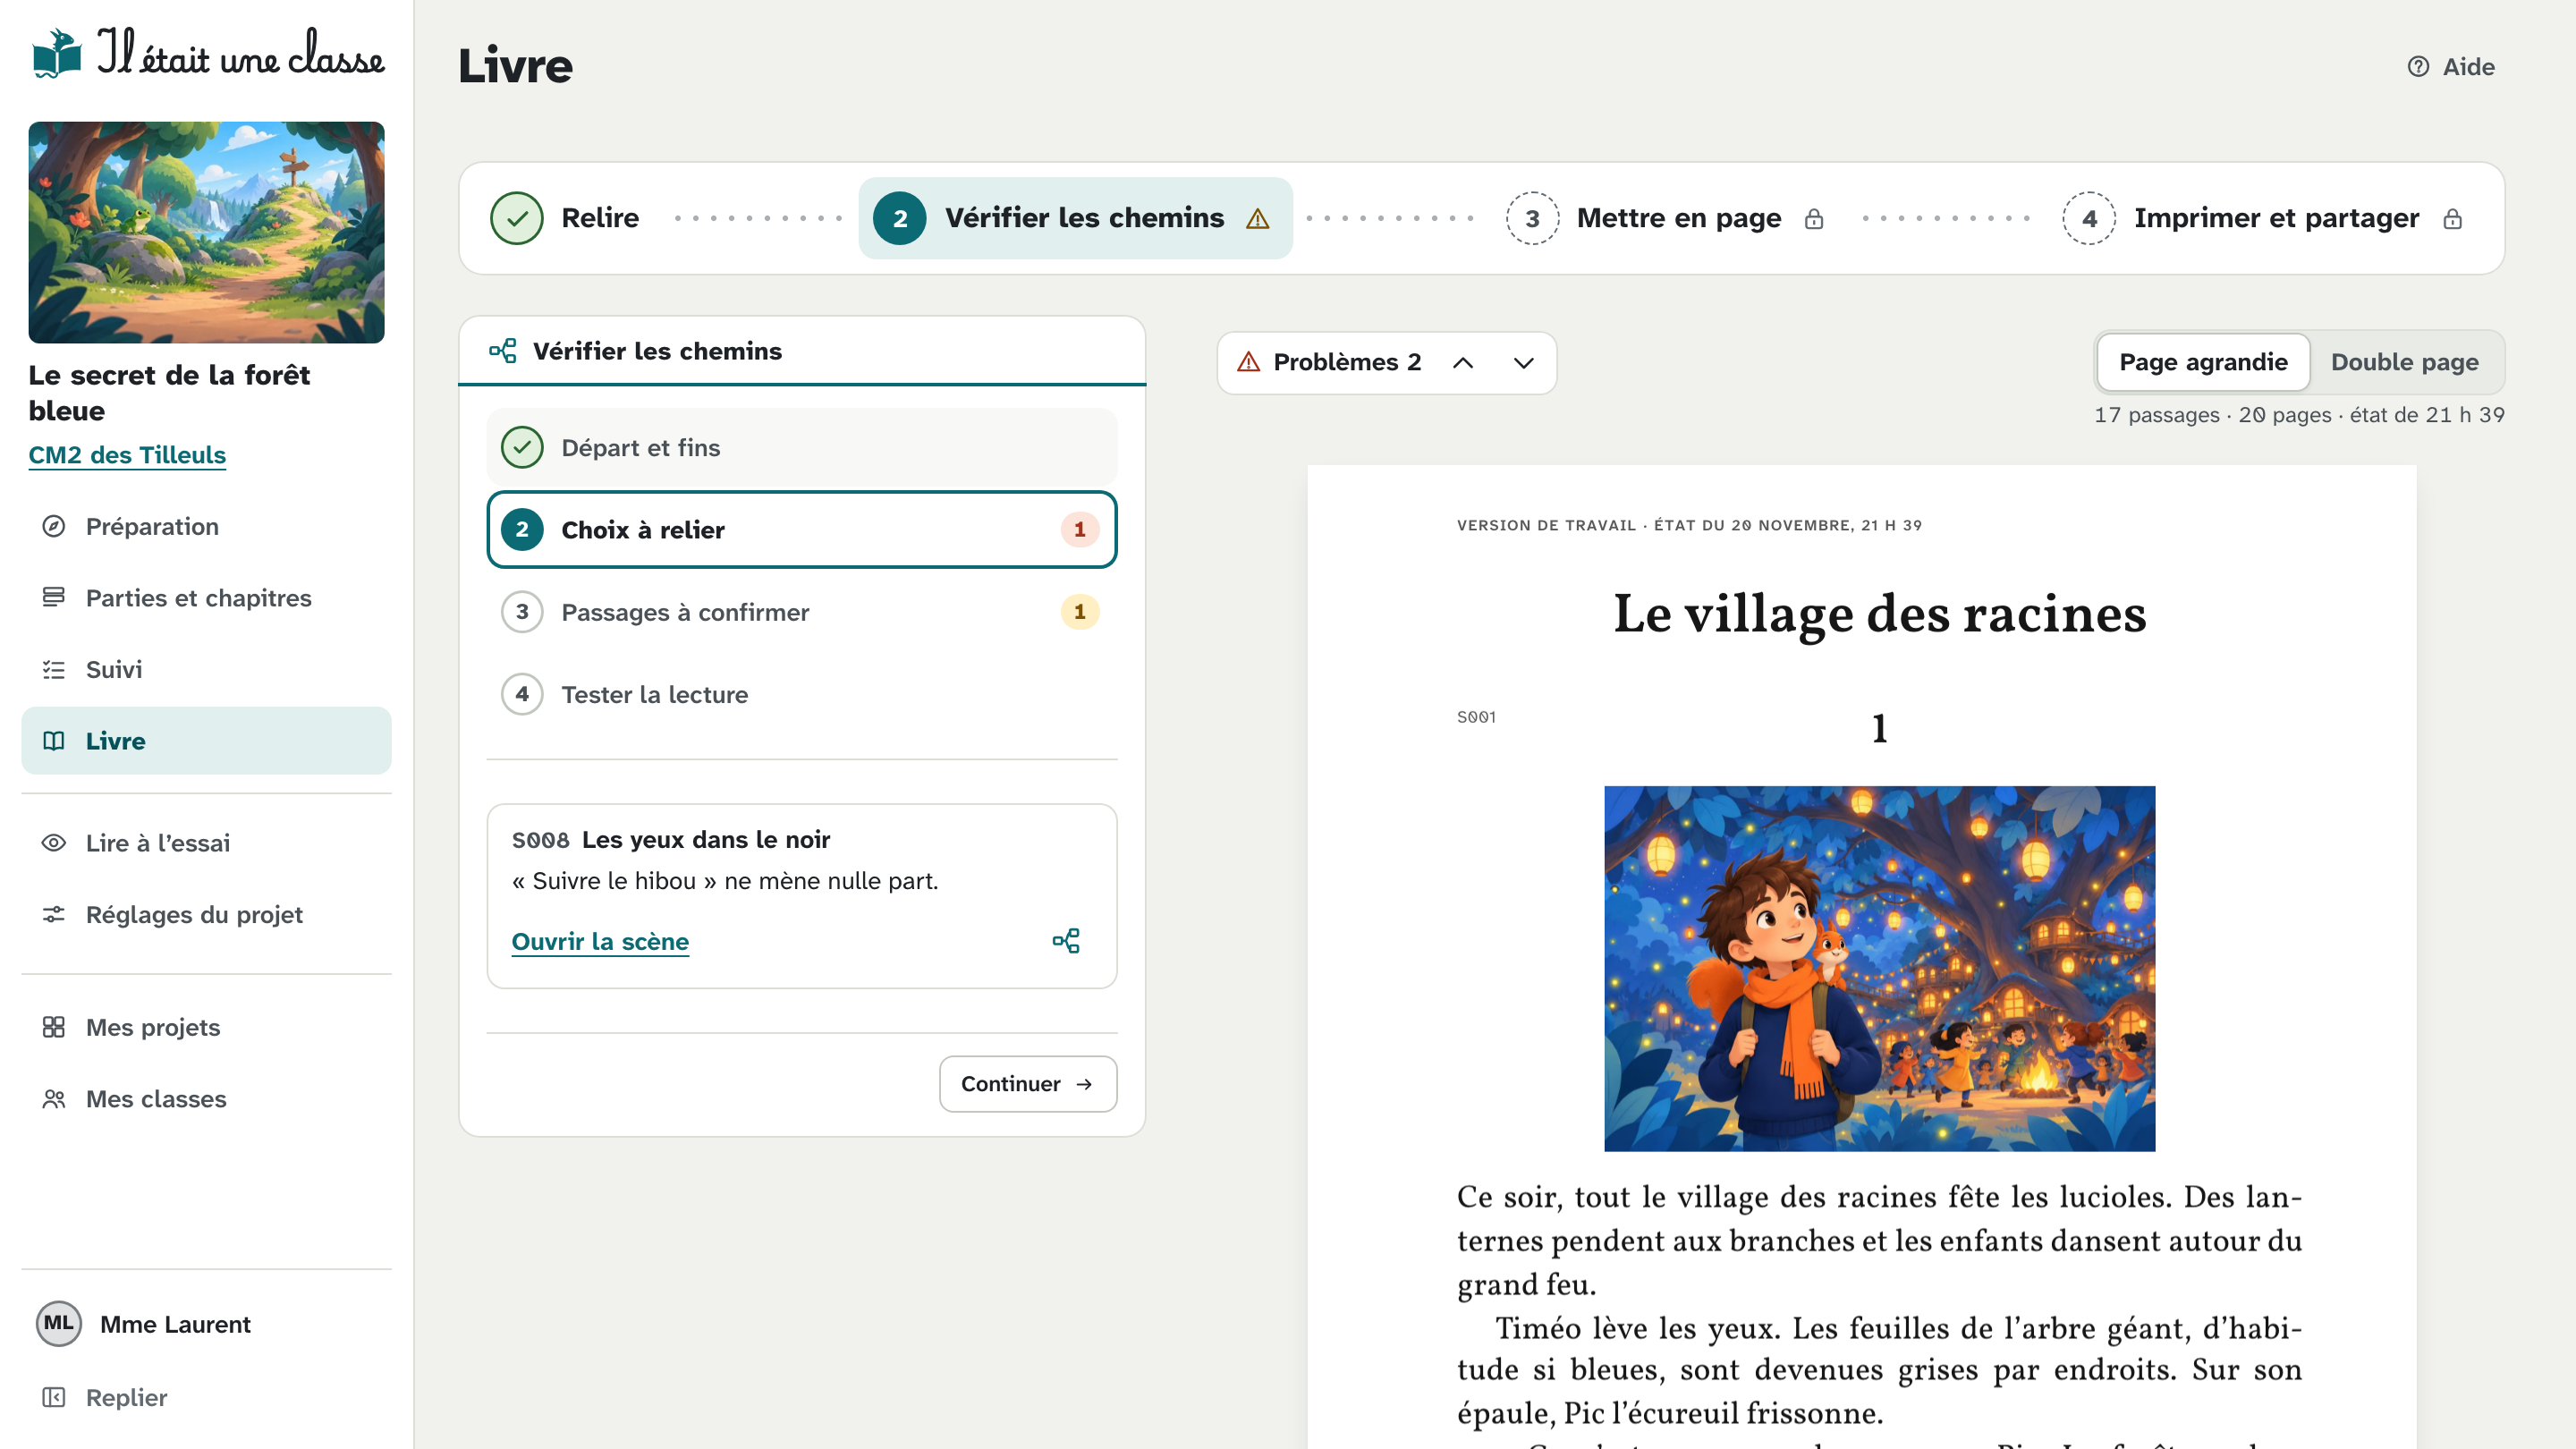 Il était une classe
Le secret de la forêt
bleue
CM2 des Tilleuls
Préparation
Parties et chapitres
Suivi
Livre
Lire à l’essai
Réglages du projet
Mes projets
Mes classes
ML Mme Laurent
Replier
Livre
Aide
Relire
2 Vérifier les chemins
3 Mettre en page
4 Imprimer et partager
Vérifier les chemins
Départ et fins
2 Choix à relier 1
3 Passages à confirmer 1
4 Tester la lecture
S008 Les yeux dans le noir
« Suivre le hibou » ne mène nulle part.
Ouvrir la scène
Continuer →
Problèmes 2
Page agrandie Double page
17 passages · 20 pages · état de 21 h 39
VERSION DE TRAVAIL · ÉTAT DU 20 NOVEMBRE, 21 H 39
Le village des racines
S001 1
Ce soir, tout le village des racines fête les lucioles. Des lan-
ternes pendent aux branches et les enfants dansent autour du
grand feu.
Timéo lève les yeux. Les feuilles de l’arbre géant, d’habi-
tude si bleues, sont devenues grises par endroits. Sur son
épaule, Pic l’écureuil frissonne.